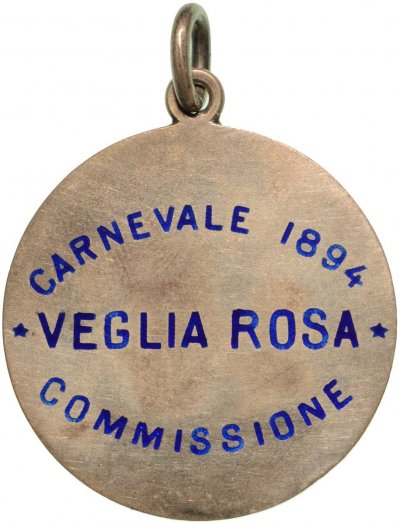 CARNEVALE 1894
* VEGLIA ROSA *
COMMISSIONE